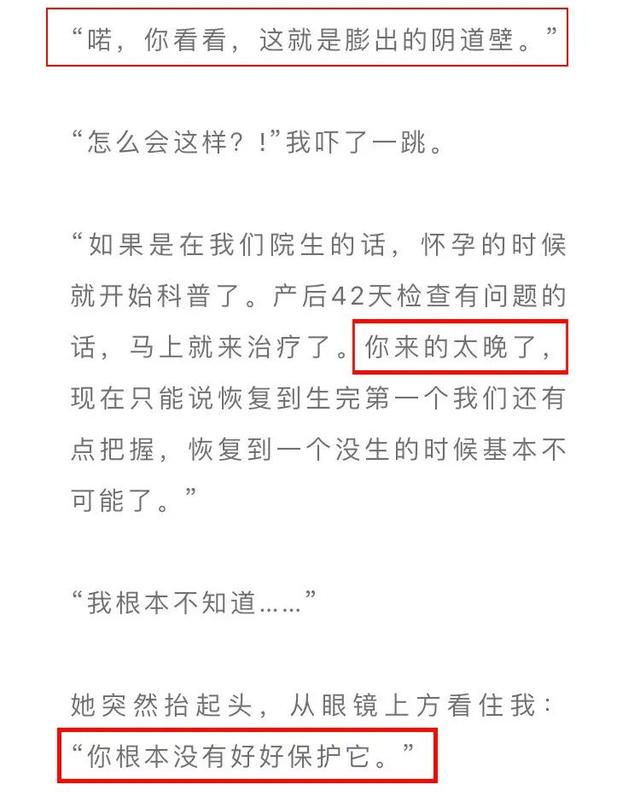 “喏，你看看，这就是膨出的阴道壁。”
“怎么会这样？!”我吓了一跳。
“如果是在我们院生的话，怀孕的时候
就开始科普了。产后42天检查有问题的
话，马上就来治疗了。你来的太晚了，
现在只能说恢复到生完第一个我们还有
点把握，恢复到一个没生的时候基本不
可能了。”
“我根本不知道……”
她突然抬起头，从眼镜上方看住我：
“你根本没有好好保护它。”